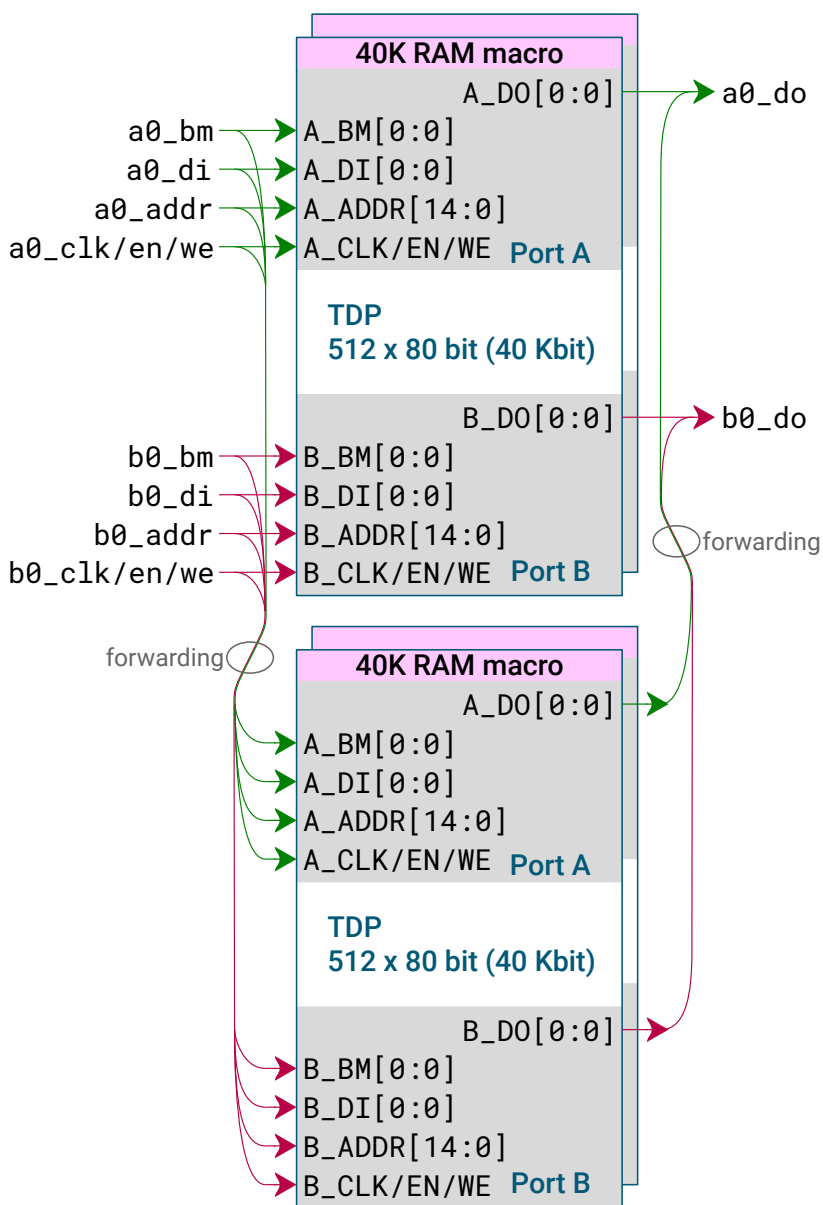 40K RAM macro
A_DO[0:0]
a0_do
a0_bm
A_BM[0:0]
a0_di
A_DI[0:0]
a0_addr
A_ADDR[14:0]
a0_clk/en/we
A_CLK/EN/WE
Port A
TDP
512 x 80 bit (40 Kbit)
B_DO[0:0]
b0_do
b0_bm
B_BM[0:0]
b0_di
B_DI[0:0]
b0_addr
B_ADDR[14:0]
forwarding
b0_clk/en/we
B_CLK/EN/WE
Port B
forwarding
40K RAM macro
A_DO[0:0]
A_BM[0:0]
A_DI[0:0]
A_ADDR[14:0]
A_CLK/EN/WE
Port A
TDP
512 x 80 bit (40 Kbit)
B_DO[0:0]
B_BM[0:0]
B_DI[0:0]
B_ADDR[14:0]
B_CLK/EN/WE
Port B